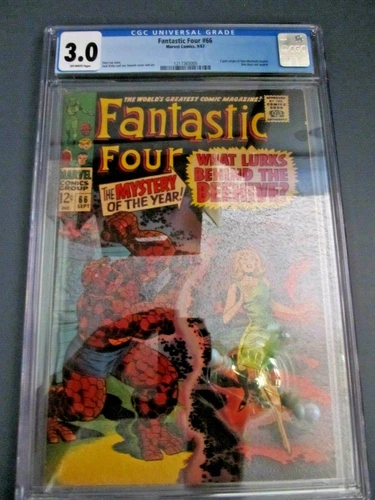 CGC UNIVERSAL GRADE
3.0
Fantastic Four #66
Marvel Comics, 9/67
THE WORLD'S GREATEST COMIC MAGAZINE!
Fantastic
Four
MARVEL
COMICS
GROUP
12¢
66
SEPT
THE MYSTERY
OF THE YEAR!
WHAT LURKS
BEHIND THE
BEEHIVE?